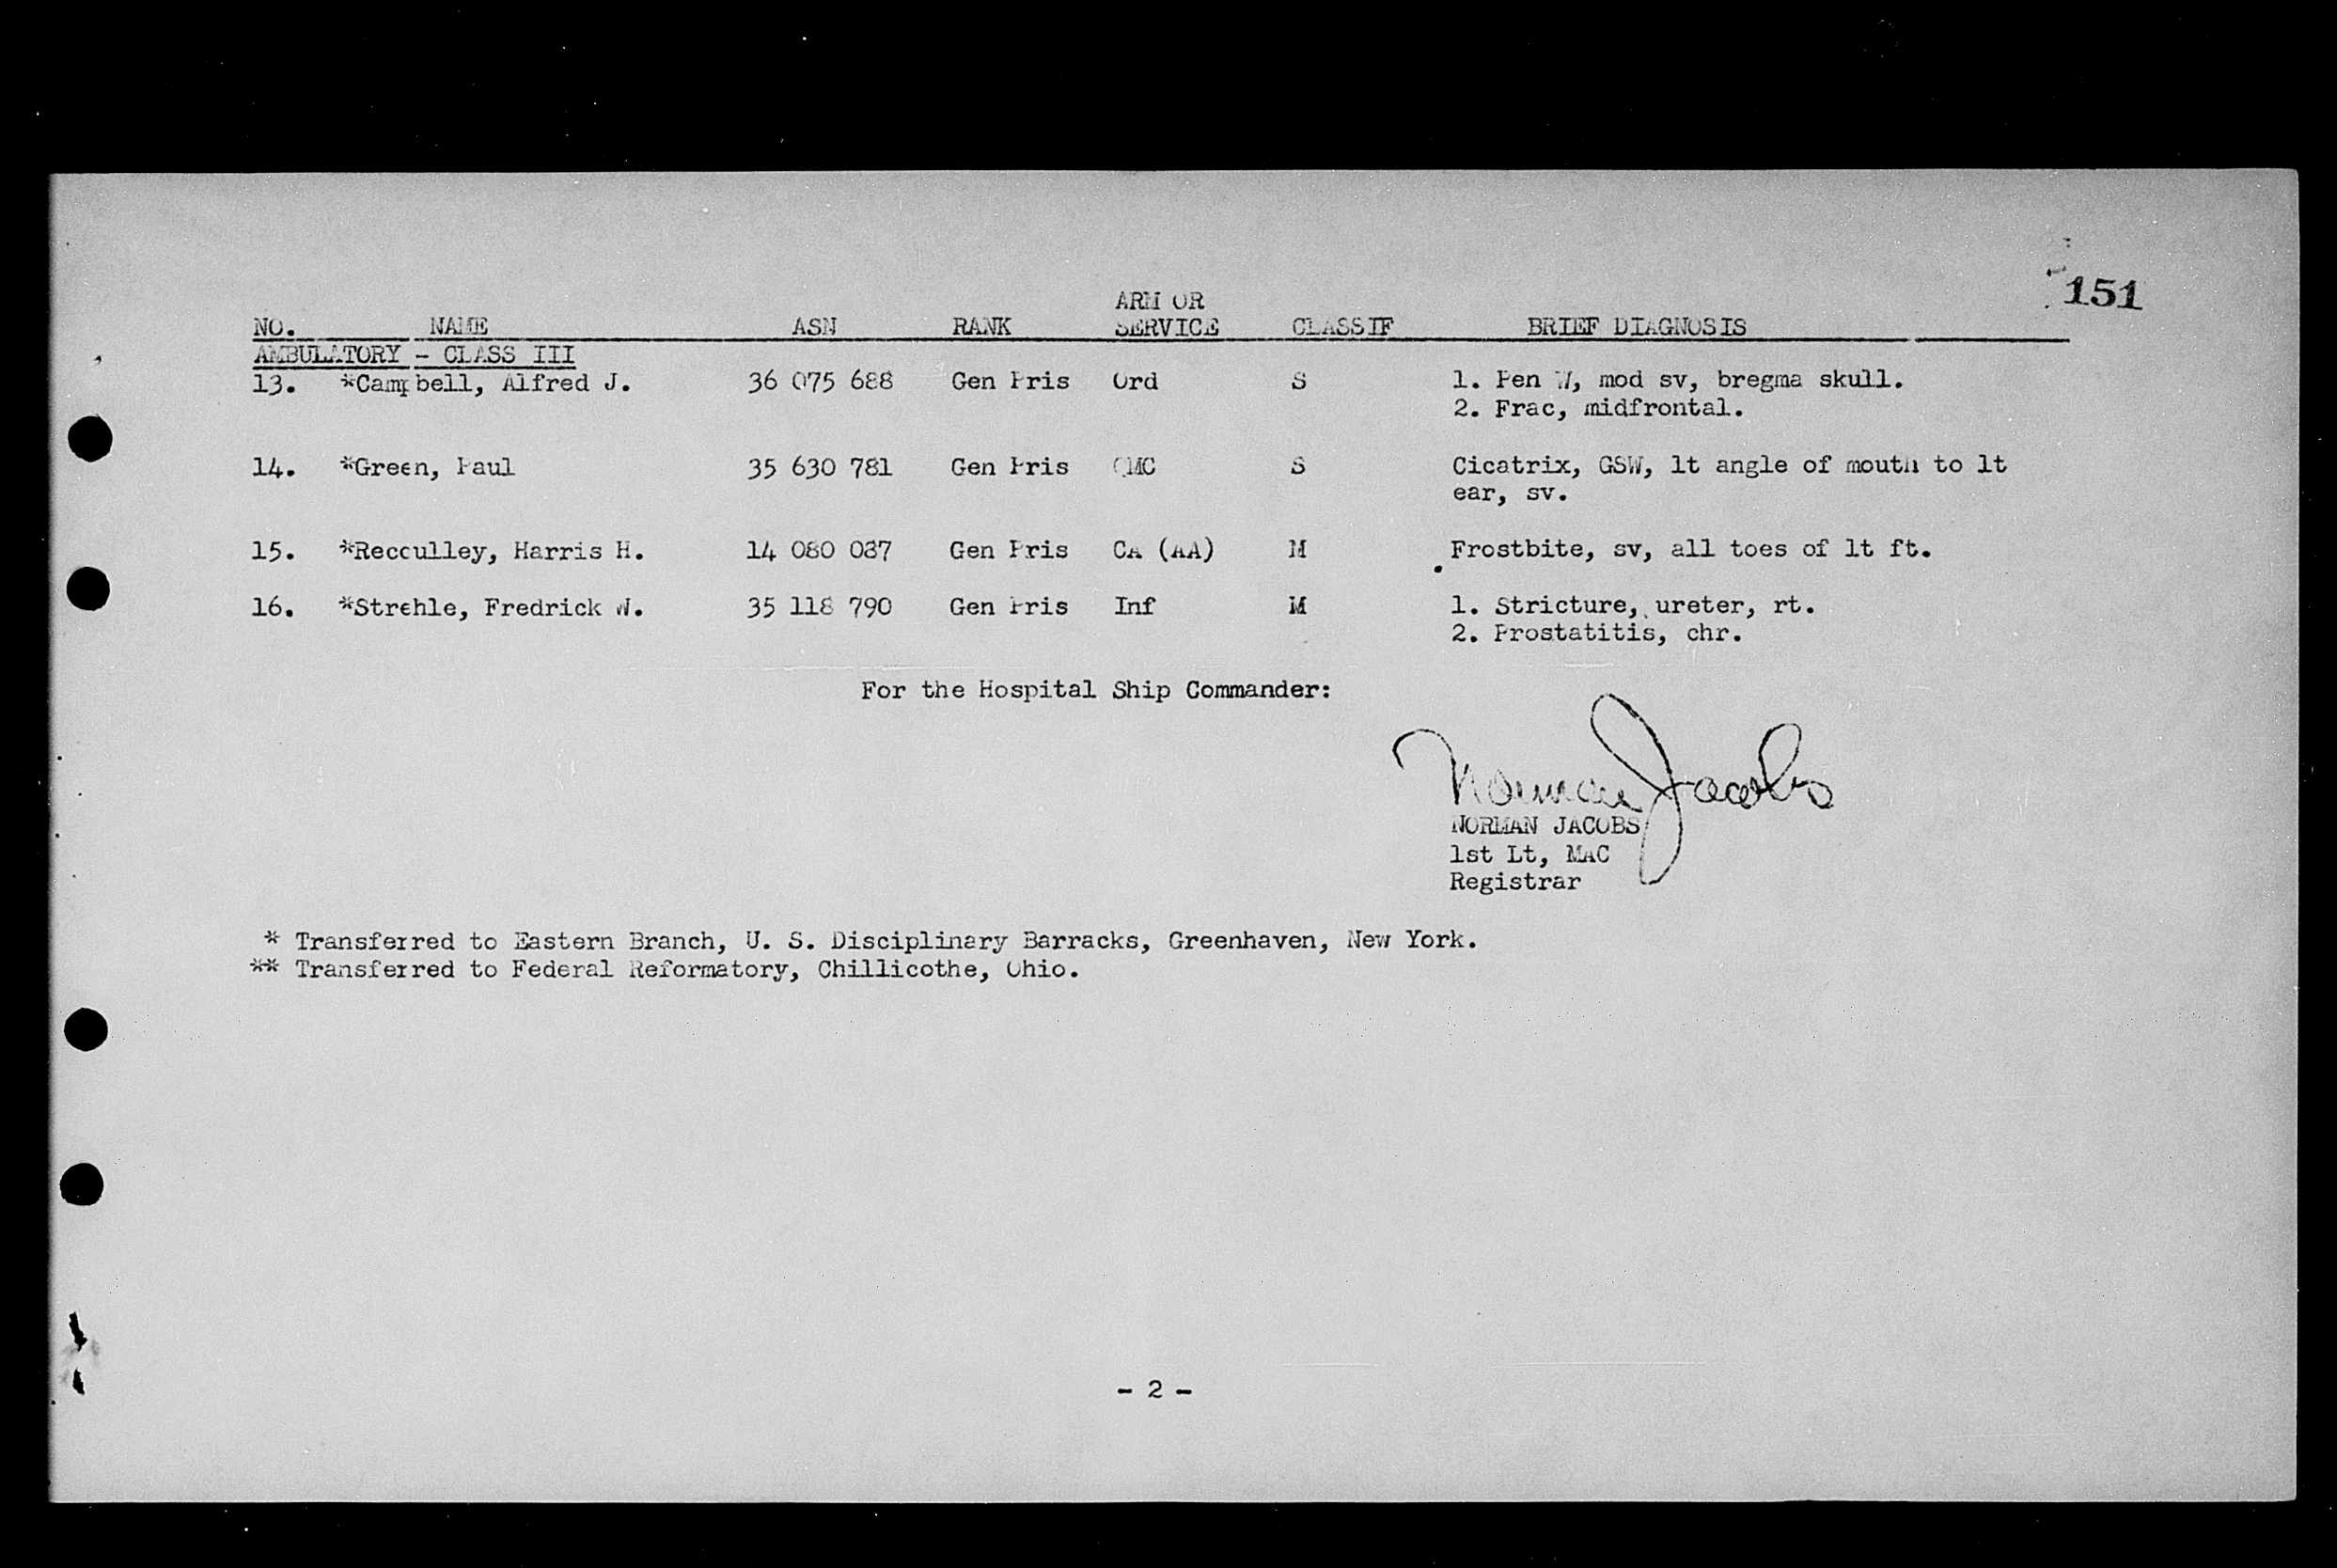 151
NO. NAME ASN RANK ARM OR SERVICE CLASSIF BRIEF DIAGNOSIS
AMBULATORY - CLASS III
13. *Campbell, Alfred J. 36 075 688 Gen Pris Ord S 1. Pen W, mod sv, bregma skull.
2. Frac, midfrontal.
14. *Green, Paul 35 630 781 Gen Pris QMC S Cicatrix, GSW, lt angle of mouth to lt
ear, sv.
15. *Recculley, Harris H. 14 080 087 Gen Pris CA (AA) M Frostbite, sv, all toes of lt ft.
16. *Strehle, Fredrick W. 35 118 790 Gen Pris Inf M 1. Stricture, ureter, rt.
2. Prostatitis, chr.
For the Hospital Ship Commander:
Norman Jacobs
NORMAN JACOBS
1st Lt, MAC
Registrar
* Transferred to Eastern Branch, U. S. Disciplinary Barracks, Greenhaven, New York.
** Transferred to Federal Reformatory, Chillicothe, Ohio.
- 2 -